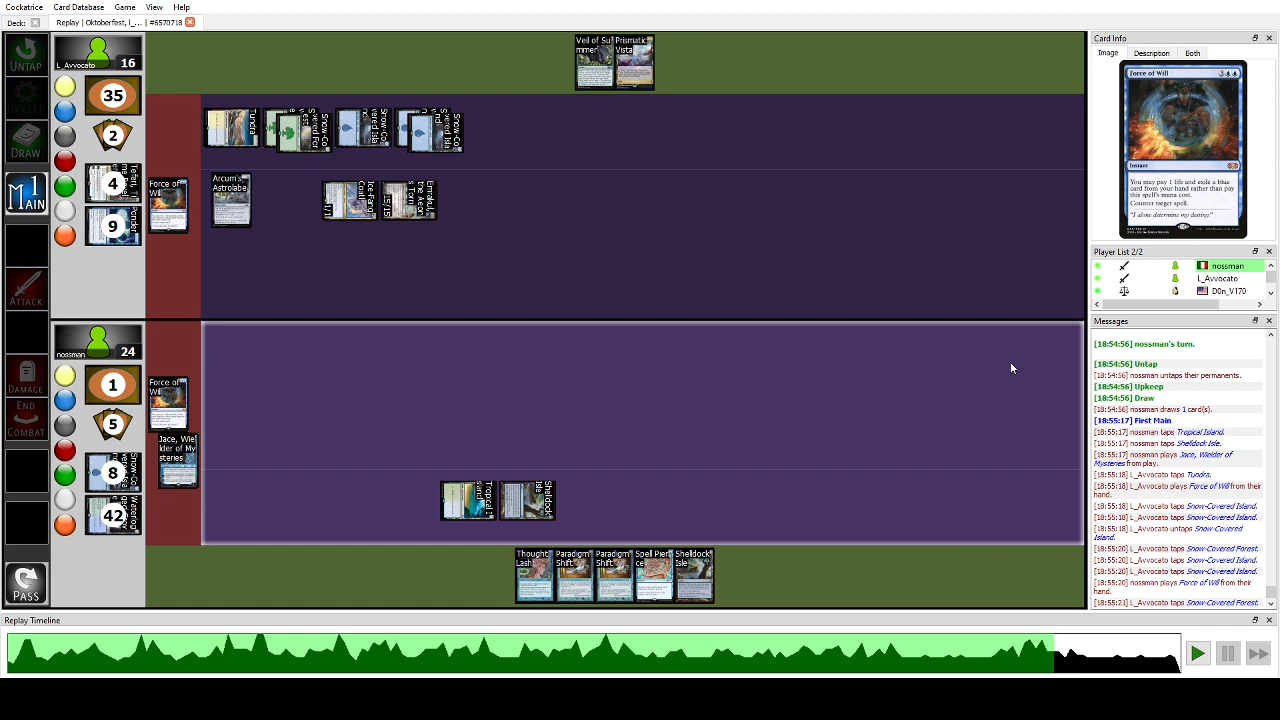 Cockatrice Card Database Game View Help
Deck:
Replay | Oktoberfest, l_... | #6570718
L_Avvocato 16
UNTAP
35
2
DRAW
4
M1
MAIN
9
ATTACK
Force of Will
Arcum's Astrolabe
Tundra
Veil of Summer
Prismatic Vista
nossman 24
1
5
8
42
DAMAGE
END COMBAT
PASS
Force of
Jace, Wielder of Mysteries
Tropical Island
Shelldock Isle
Thought Lash
Paradigm Shift
Paradigm Shift
Spell Pierce
Shelldock Isle
Card Info
Image Description Both
Force of Will
Instant
You may pay 1 life and exile a blue card from your hand rather than pay this spell's mana cost.
Counter target spell.
"I alone determine my destiny."
Player List 2/2
nossman
L_Avvocato
D0n_V170
Messages
[18:54:56] nossman's turn.
[18:54:56] Untap
[18:54:56] nossman untaps their permanents.
[18:54:56] Upkeep
[18:54:56] Draw
[18:54:56] nossman draws 1 card(s).
[18:55:17] First Main
[18:55:17] nossman taps Tropical Island.
[18:55:17] nossman taps Shelldock Isle.
[18:55:17] nossman plays Jace, Wielder of
Mysteries from play.
[18:55:18] L_Avvocato taps Tundra.
[18:55:18] L_Avvocato plays Force of Will from their
hand.
[18:55:18] L_Avvocato taps Snow-Covered Island.
[18:55:18] L_Avvocato taps Snow-Covered Island.
[18:55:18] L_Avvocato untaps Snow-Covered
Island.
[18:55:20] L_Avvocato taps Snow-Covered Forest.
[18:55:20] L_Avvocato taps Snow-Covered Island.
[18:55:20] L_Avvocato taps Snow-Covered Island.
[18:55:20] nossman plays Force of Will from their
hand.
[18:55:21] L_Avvocato taps Snow-Covered Forest.
Replay Timeline